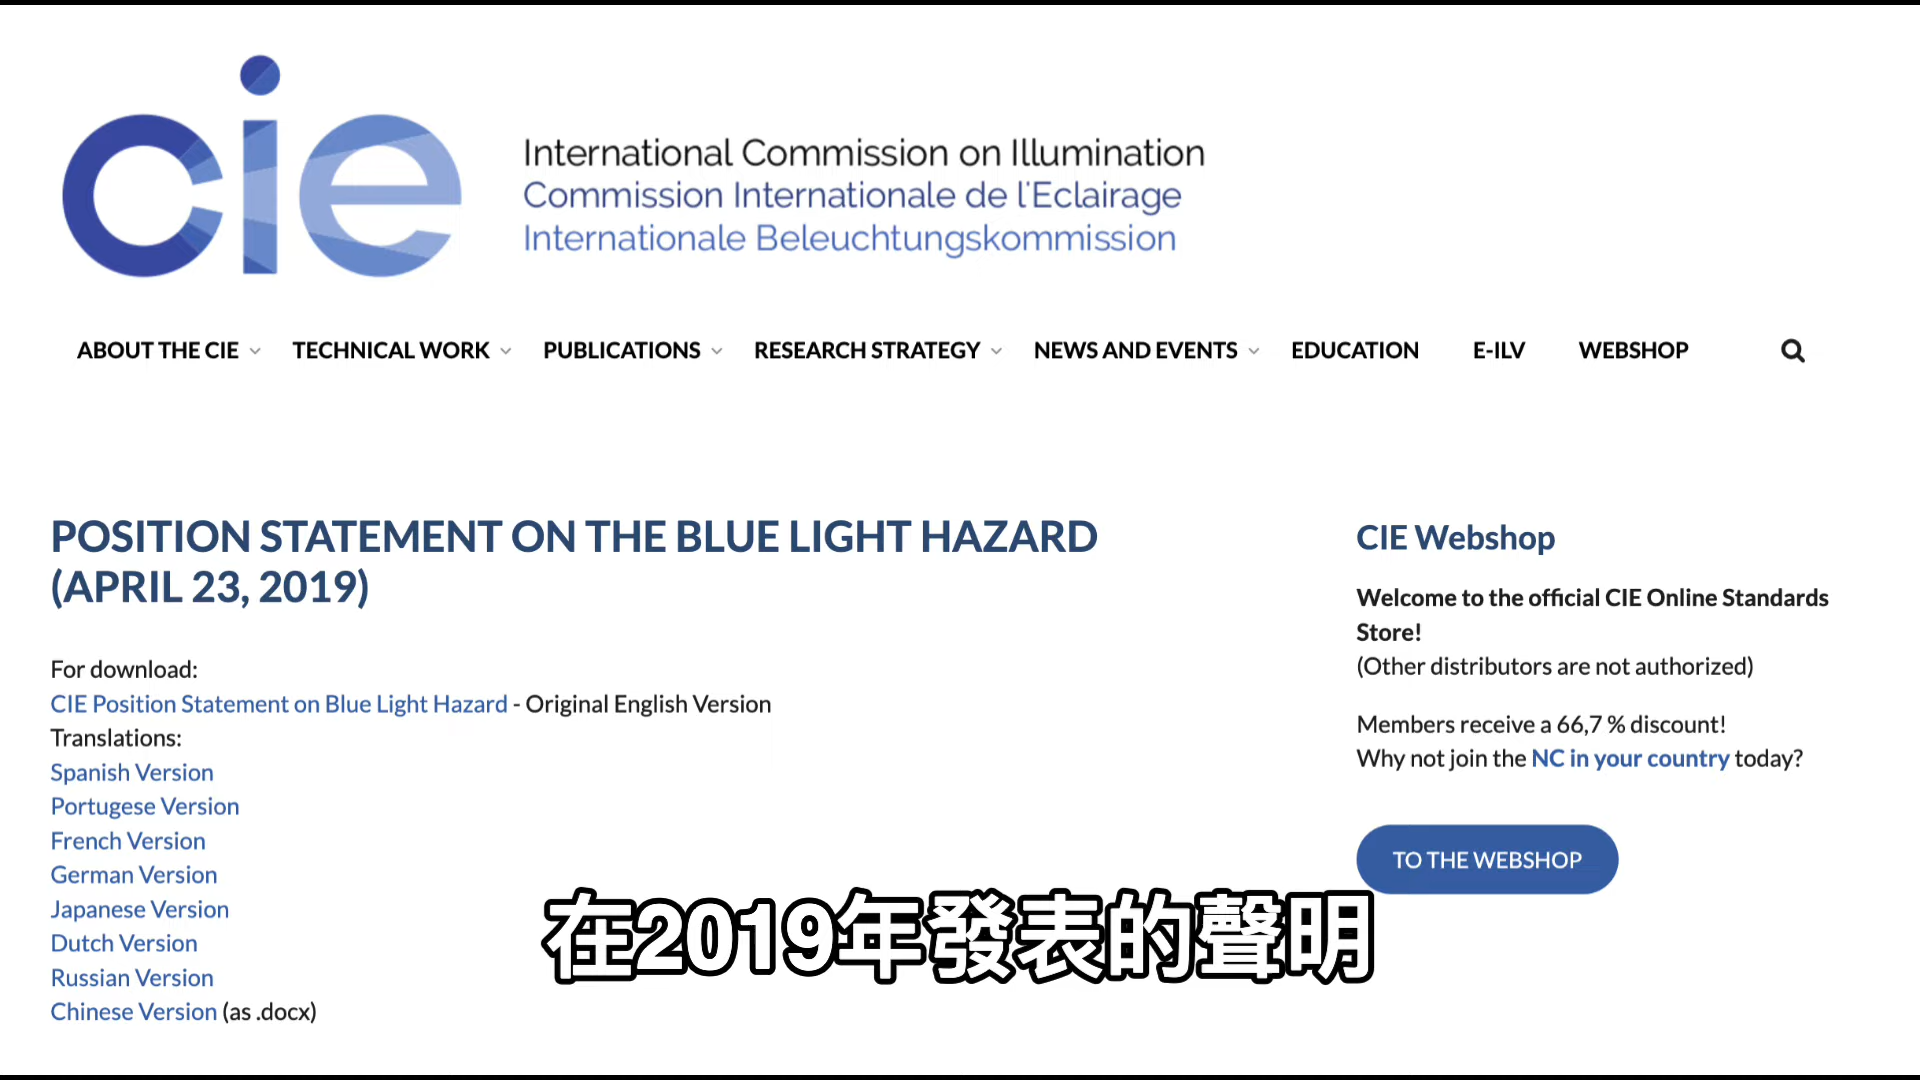 cie
International Commission on Illumination
Commission Internationale de l'Eclairage
Internationale Beleuchtungskommission
ABOUT THE CIE
TECHNICAL WORK
PUBLICATIONS
RESEARCH STRATEGY
NEWS AND EVENTS
EDUCATION
E-ILV
WEBSHOP
POSITION STATEMENT ON THE BLUE LIGHT HAZARD
(APRIL 23, 2019)
For download:
CIE Position Statement on Blue Light Hazard - Original English Version
Translations:
Spanish Version
Portugese Version
French Version
German Version
Japanese Version
Dutch Version
Russian Version
Chinese Version (as .docx)
CIE Webshop
Welcome to the official CIE Online Standards
Store!
(Other distributors are not authorized)
Members receive a 66,7 % discount!
Why not join the NC in your country today?
TO THE WEBSHOP
在2019年發表的聲明